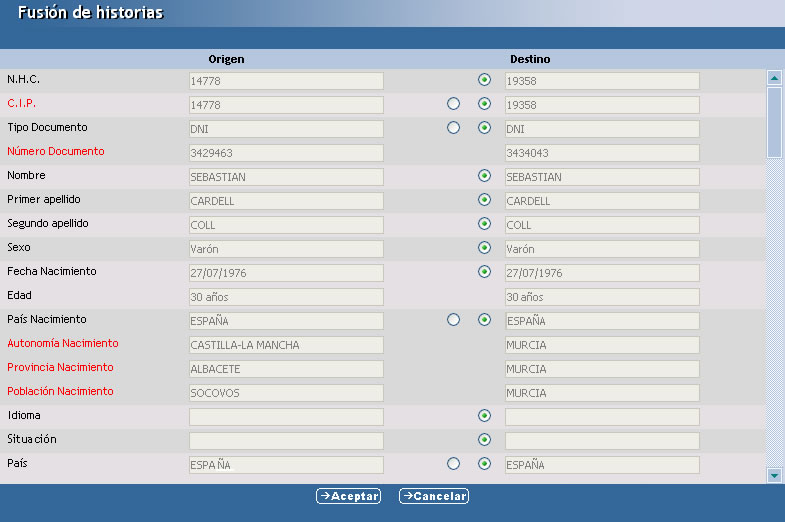 Fusión de historias
Origen Destino
N.H.C. 14778 19358
C.I.P. 14778 19358
Tipo Documento DNI DNI
Número Documento 3429463 3434043
Nombre SEBASTIAN SEBASTIAN
Primer apellido CARDELL CARDELL
Segundo apellido COLL COLL
Sexo Varón Varón
Fecha Nacimiento 27/07/1976 27/07/1976
Edad 30 años 30 años
País Nacimiento ESPAÑA ESPAÑA
Autonomía Nacimiento CASTILLA-LA MANCHA MURCIA
Provincia Nacimiento ALBACETE MURCIA
Población Nacimiento SOCOVOS MURCIA
Idioma
Situación
País ESPAÑA ESPAÑA
Aceptar Cancelar